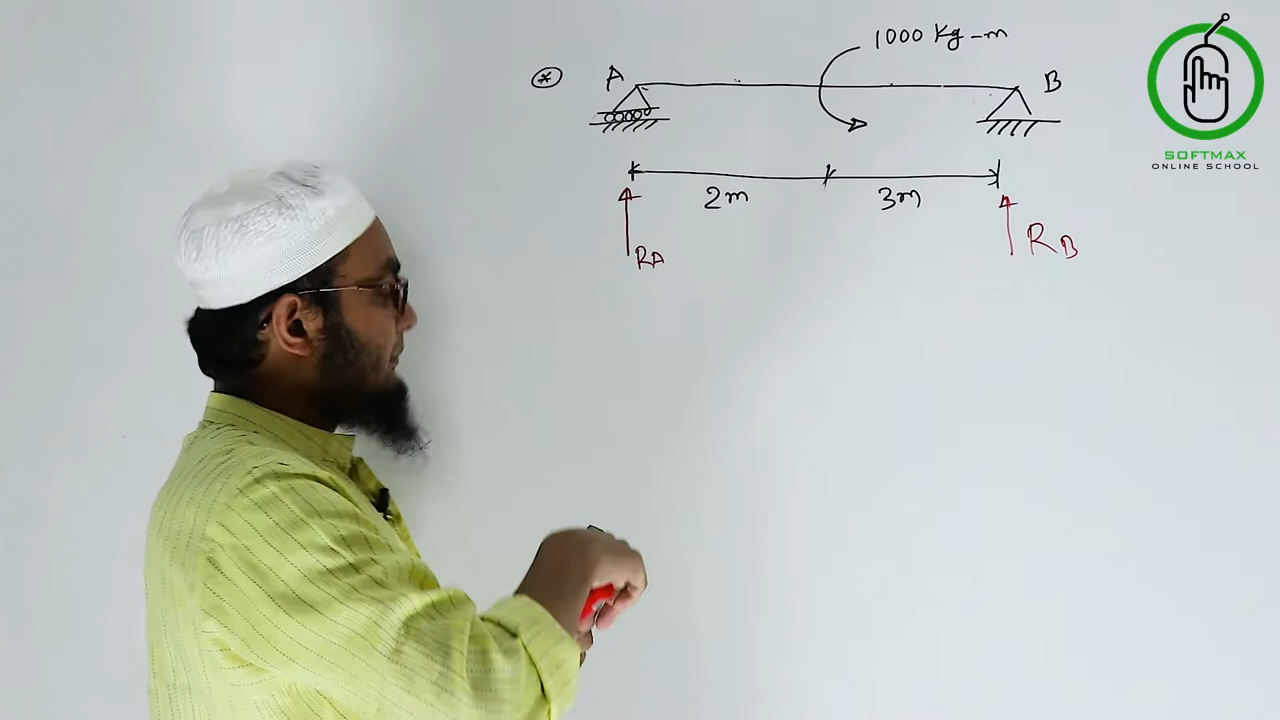 1000 Kg-m
* A B
2m 3m
RA RB
SOFTMAX
ONLINE SCHOOL